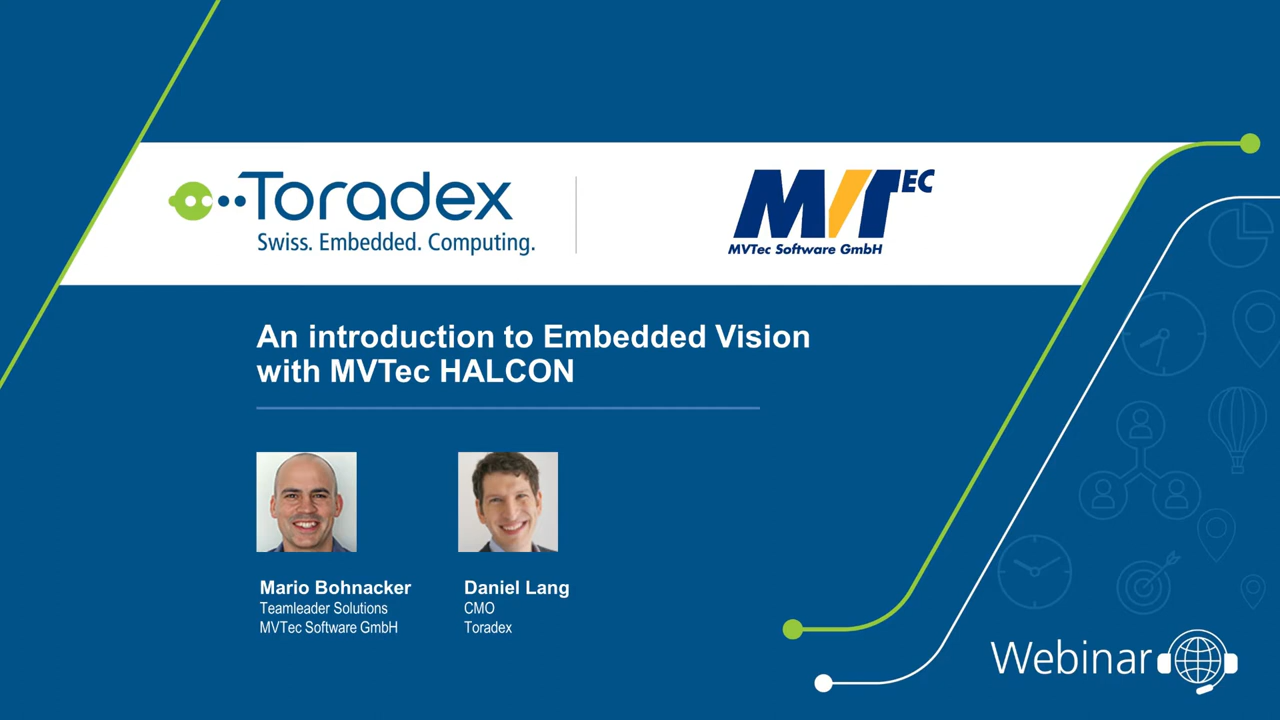 Toradex
Swiss. Embedded. Computing.
MVTEC
MVTec Software GmbH
An introduction to Embedded Vision
with MVTec HALCON
Mario Bohnacker
Teamleader Solutions
MVTec Software GmbH
Daniel Lang
CMO
Toradex
Webinar